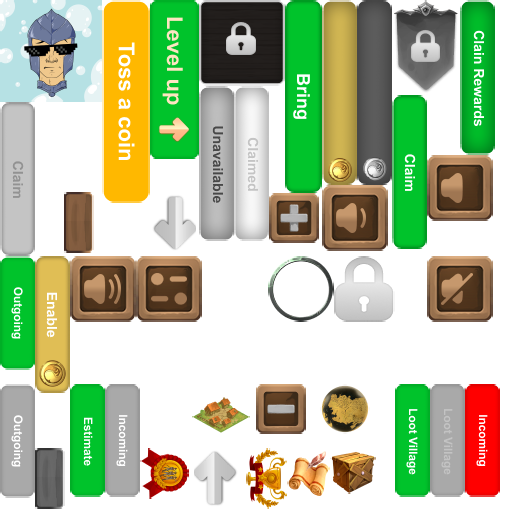 Toss a coin
Level up
Bring
Clain Rewards
Unavailable
Claimed
Claim
Claim
Outgoing
Enable
Outgoing
Estimate
Incoming
Loot Village
Loot Village
Incoming